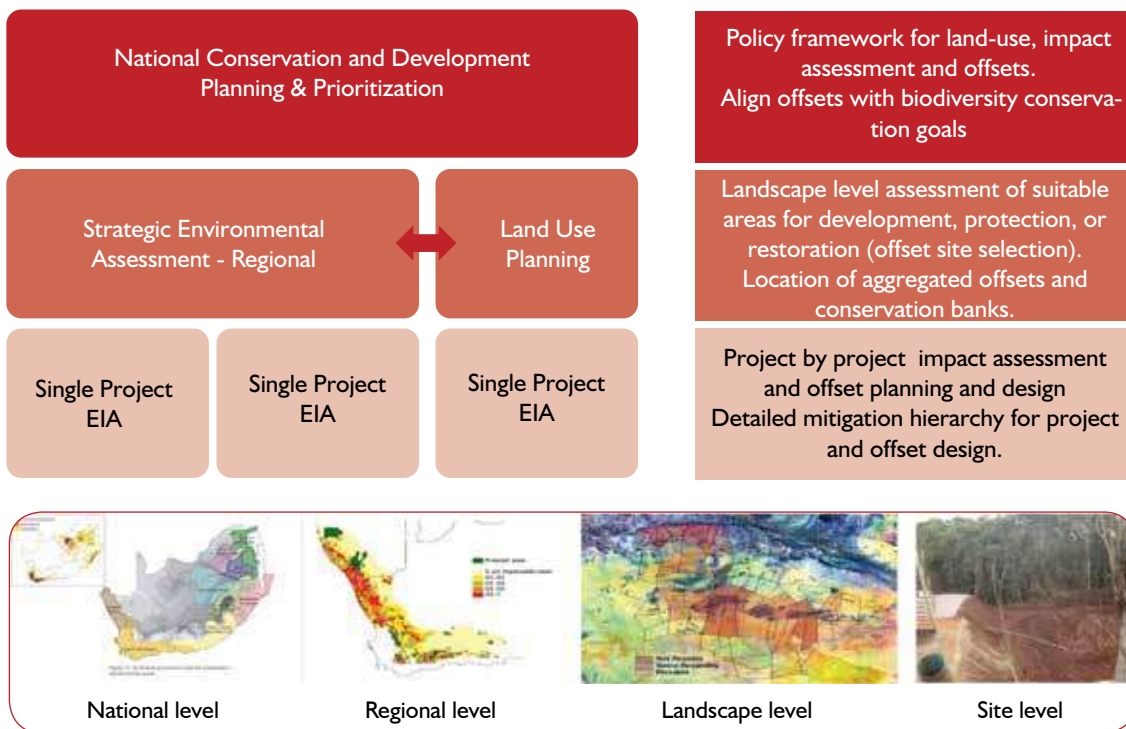 National Conservation and Development
Planning & Prioritization
Policy framework for land-use, impact
assessment and offsets.
Align offsets with biodiversity conserva-
tion goals
Strategic Environmental
Assessment - Regional
Land Use
Planning
Landscape level assessment of suitable
areas for development, protection, or
restoration (offset site selection).
Location of aggregated offsets and
conservation banks.
Single Project
EIA
Single Project
EIA
Single Project
EIA
Project by project impact assessment
and offset planning and design
Detailed mitigation hierarchy for project
and offset design.
National level
Regional level
Landscape level
Site level